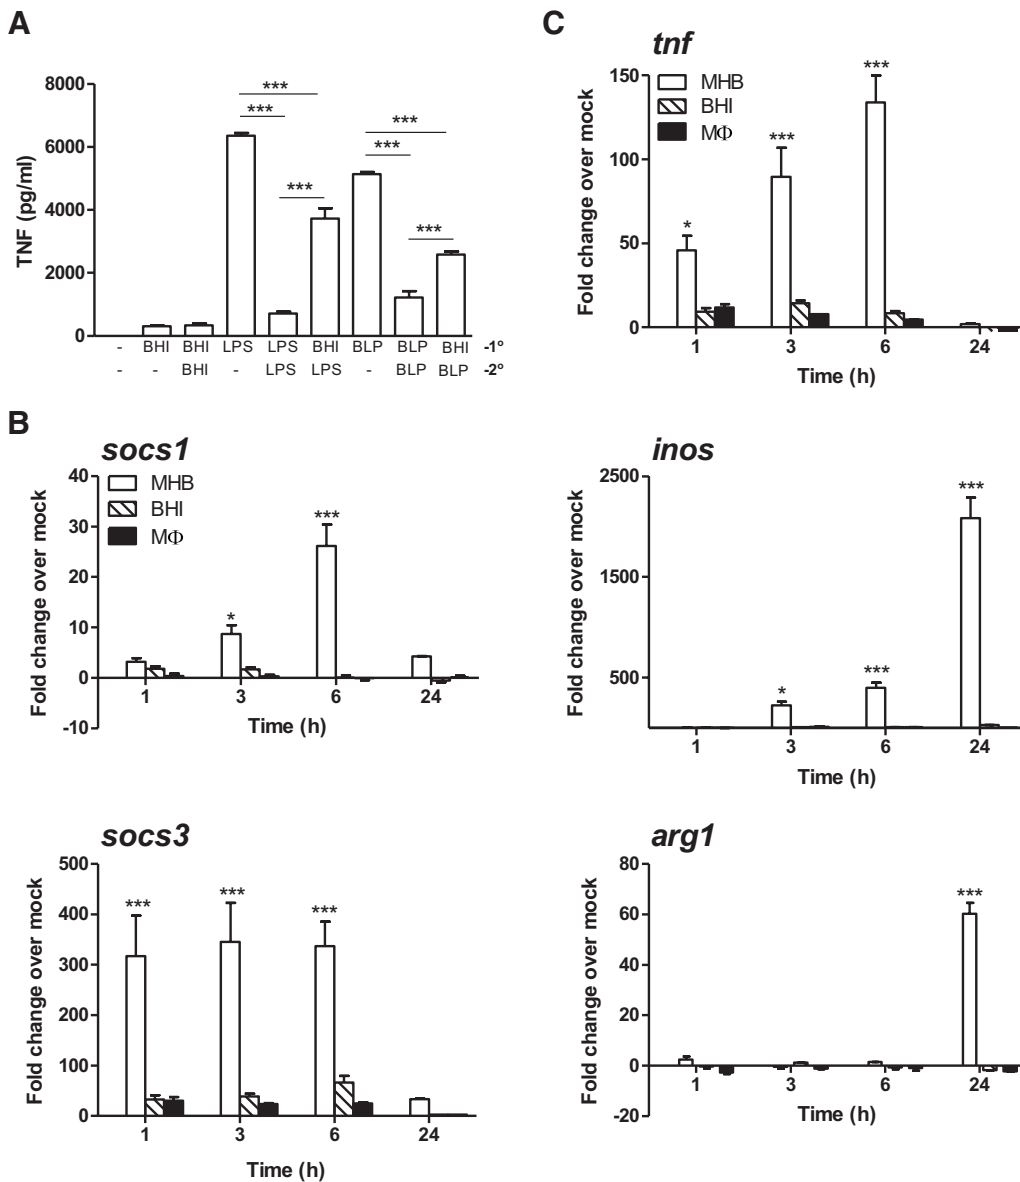 A
8000
6000
4000
2000
0
TNF (pg/ml)
*** *** *** *** *** ***
- BHI BHI LPS LPS BHI BLP BLP BHI -1º
- - BHI - LPS LPS - BLP BLP -2º
C
tnf
MHB
BHI
MΦ
150
100
50
0
Fold change over mock
* *** ***
1 3 6 24
Time (h)
B
socs1
MHB
BHI
MΦ
40
30
20
10
0
-10
Fold change over mock
* ***
1 3 6 24
Time (h)
inos
2500
1500
500
Fold change over mock
* *** ***
1 3 6 24
Time (h)
socs3
500
400
300
200
100
0
Fold change over mock
*** *** ***
1 3 6 24
Time (h)
arg1
80
60
40
20
0
-20
Fold change over mock
***
1 3 6 24
Time (h)